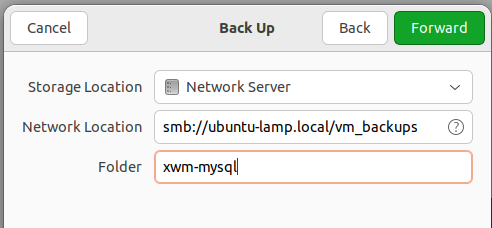 Cancel Back Up Back Forward
Storage Location Network Server
Network Location smb://ubuntu-lamp.local/vm_backups ?
Folder xwm-mysql